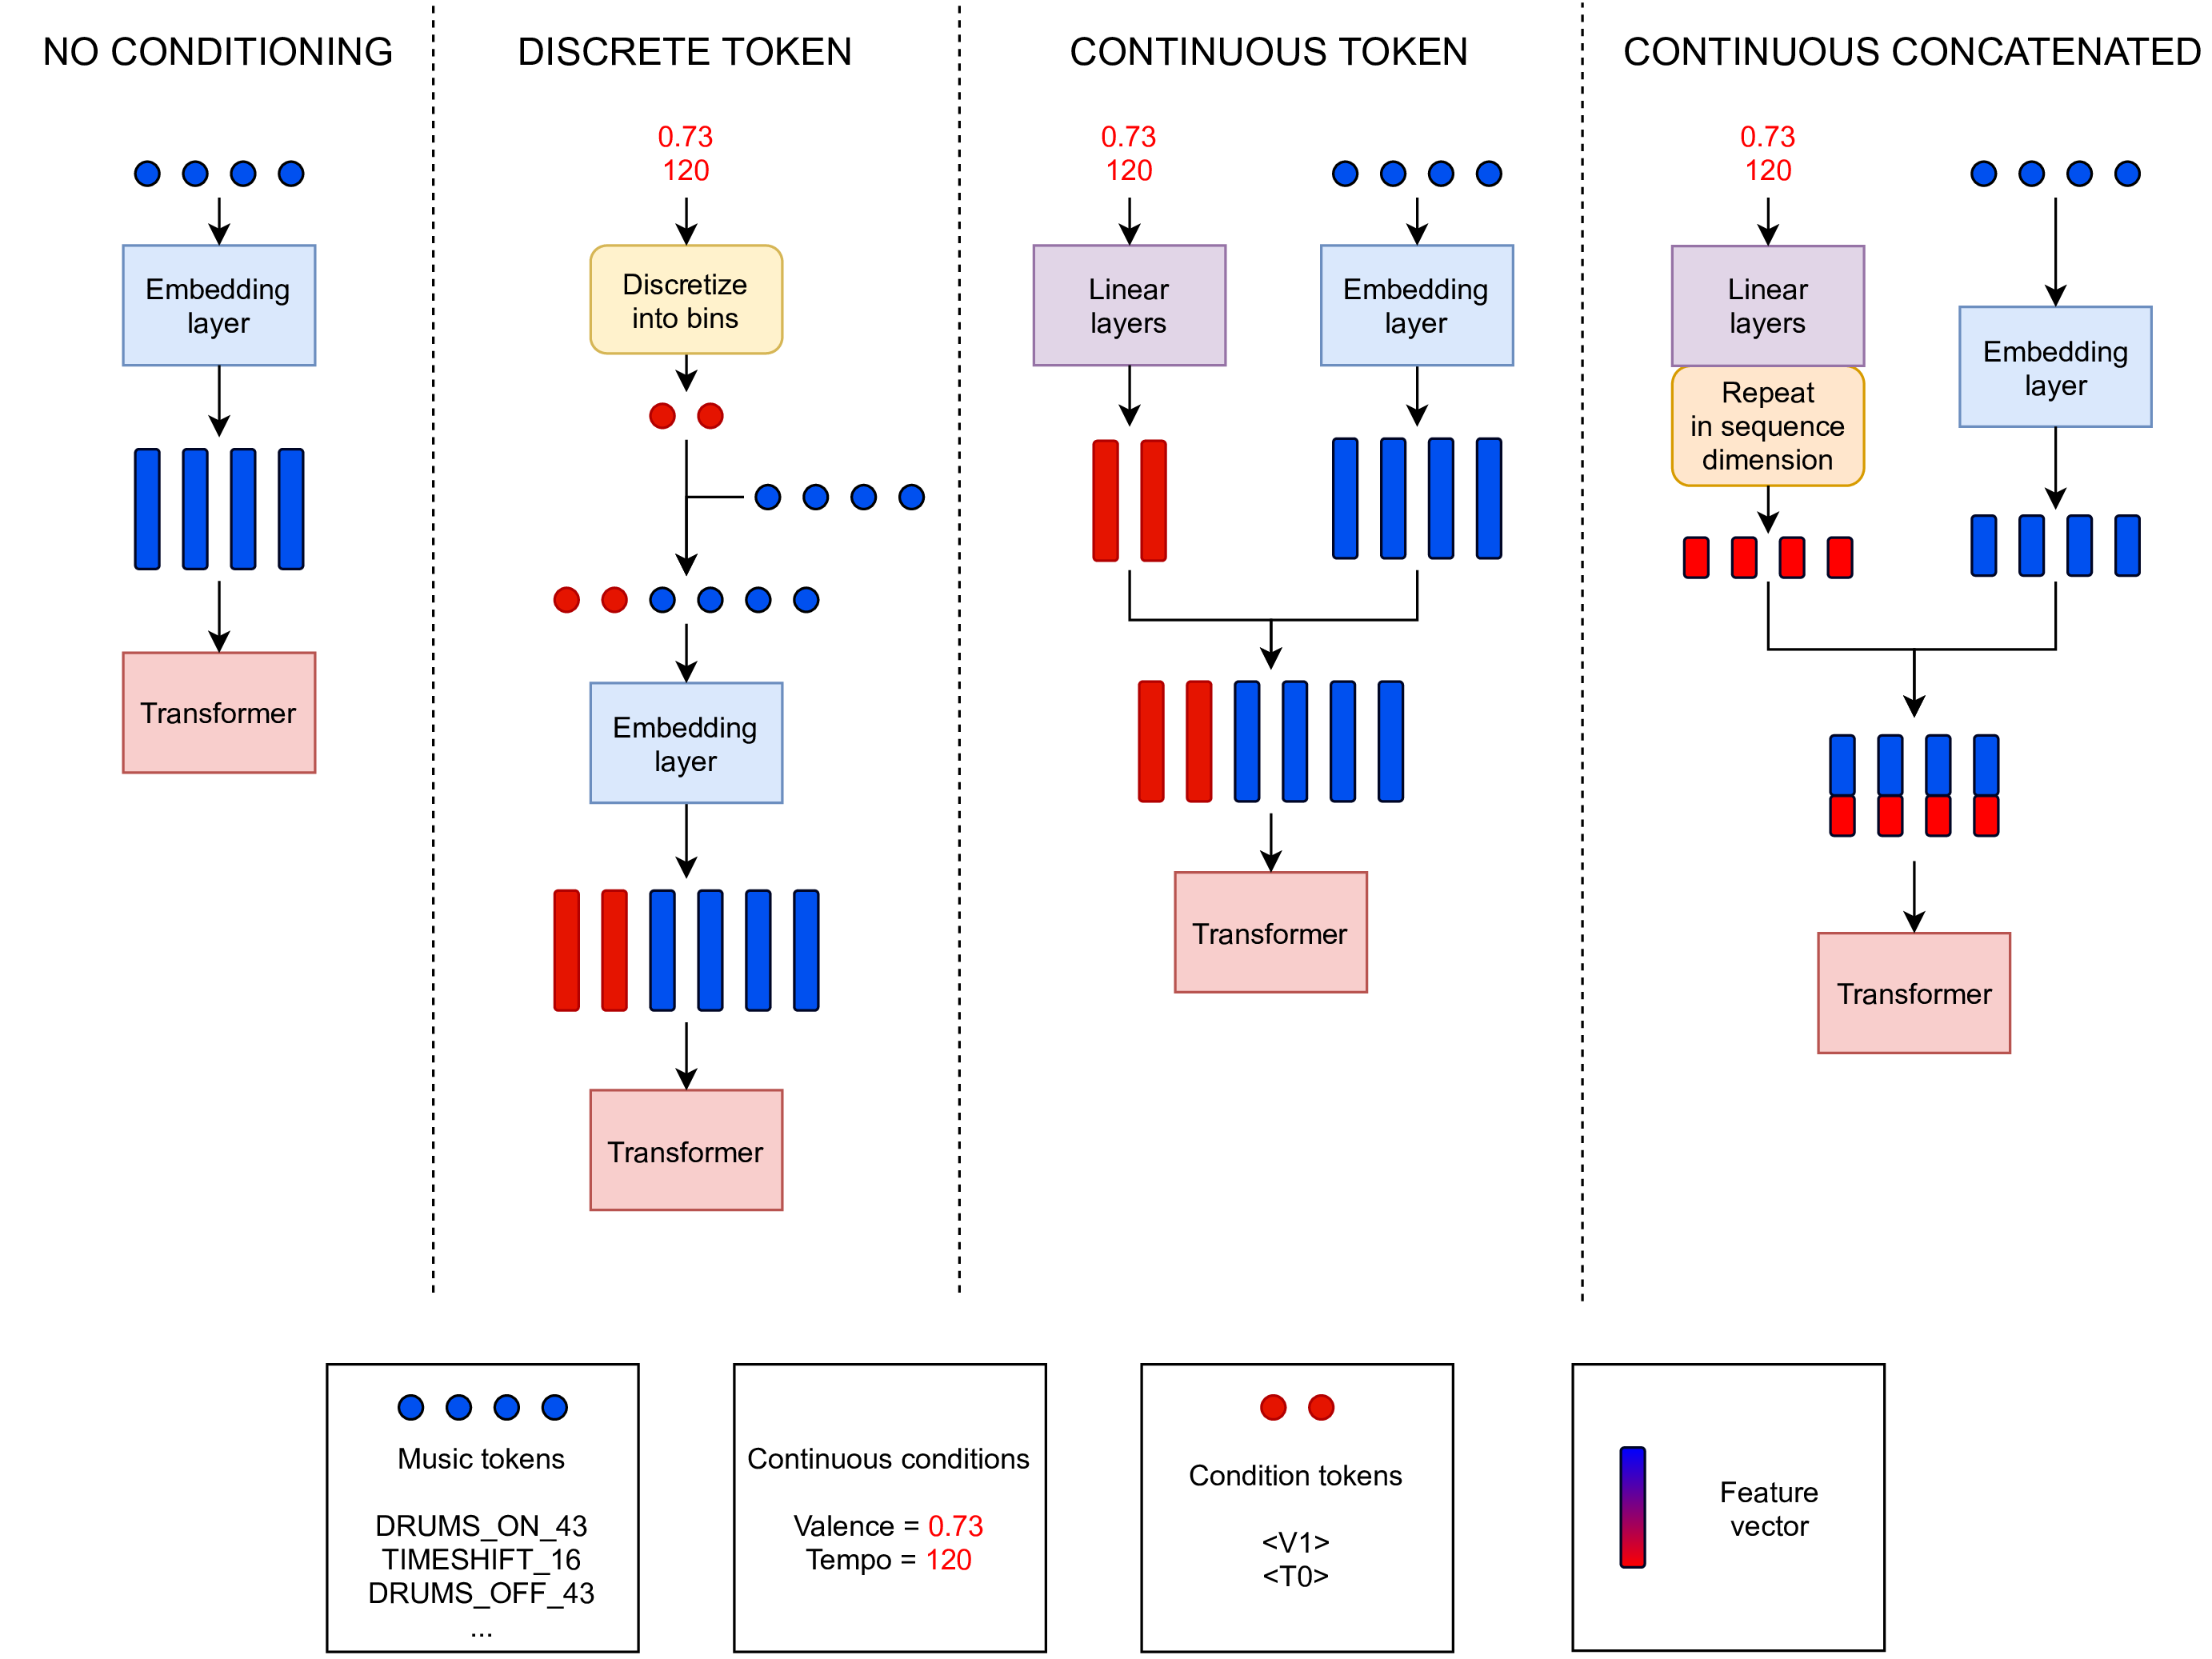 NO CONDITIONING
Embedding
layer
Transformer
DISCRETE TOKEN
0.73
120
Discretize
into bins
Embedding
layer
Transformer
CONTINUOUS TOKEN
0.73
120
Linear
layers
Embedding
layer
Transformer
CONTINUOUS CONCATENATED
0.73
120
Linear
layers
Repeat
in sequence
dimension
Embedding
layer
Transformer
Music tokens
DRUMS_ON_43
TIMESHIFT_16
DRUMS_OFF_43
...
Continuous conditions
Valence = 0.73
Tempo = 120
Condition tokens
<V1>
<T0>
Feature
vector